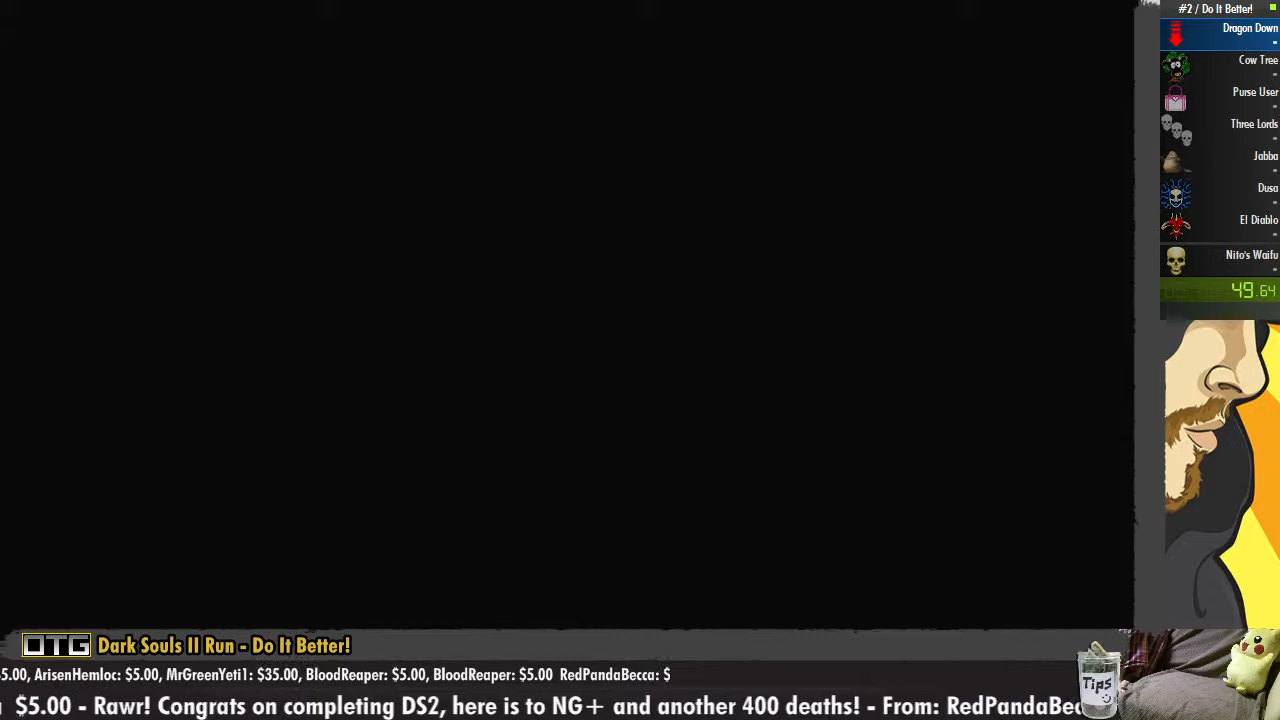 #2 / Do It Better!
Dragon Down
-
Cow Tree
-
Purse User
-
Three Lords
-
Jabba
-
Dusa
-
El Diablo
-
Nito's Waifu
-
49.64
OTG Dark Souls II Run - Do It Better!
5.00, ArisenHemloc: $5.00, MrGreenYeti1: $35.00, BloodReaper: $5.00, BloodReaper: $5.00 RedPandaBecca: $
Tips
$5.00 - Rawr! Congrats on completing DS2, here is to NG+ and another 400 deaths! - From: RedPandaBec